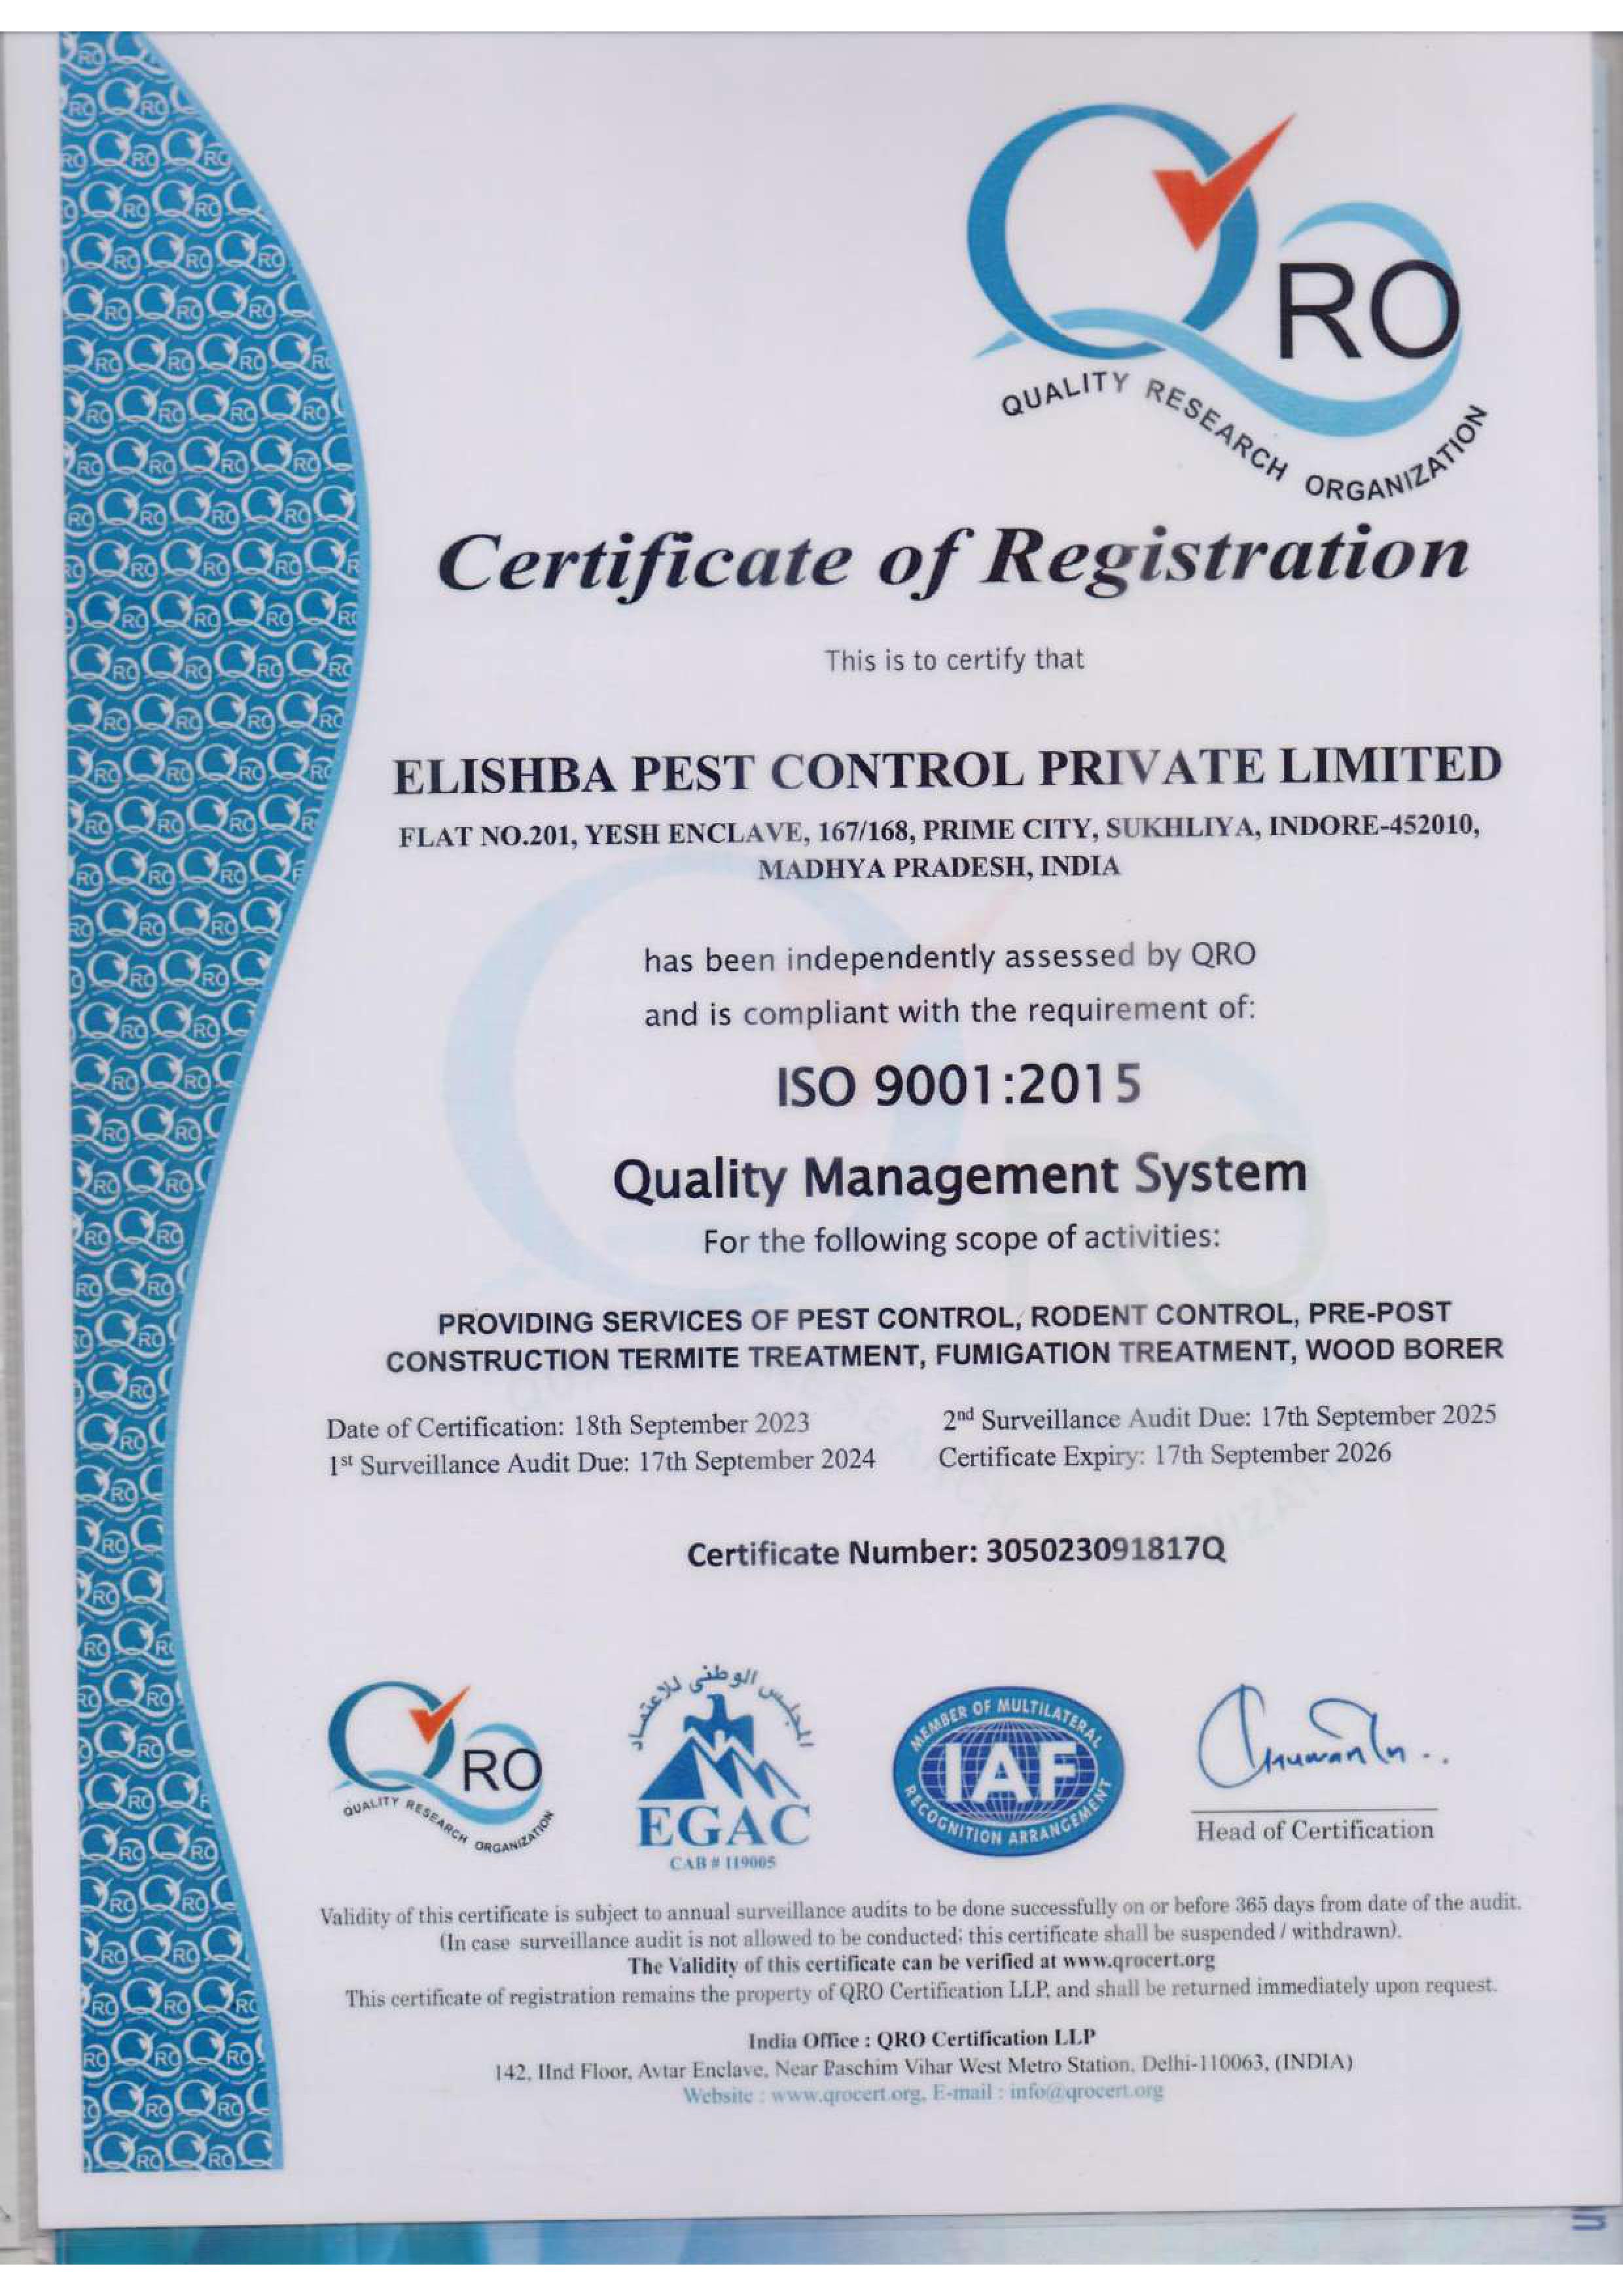 QRO
QUALITY RESEARCH ORGANIZATION
Certificate of Registration
This is to certify that
ELISHBA PEST CONTROL PRIVATE LIMITED
FLAT NO.201, YESH ENCLAVE, 167/168, PRIME CITY, SUKHLIYA, INDORE-452010,
MADHYA PRADESH, INDIA
has been independently assessed by QRO
and is compliant with the requirement of:
ISO 9001:2015
Quality Management System
For the following scope of activities:
PROVIDING SERVICES OF PEST CONTROL, RODENT CONTROL, PRE-POST
CONSTRUCTION TERMITE TREATMENT, FUMIGATION TREATMENT, WOOD BORER
Date of Certification: 18th September 2023
2nd Surveillance Audit Due: 17th September 2025
1st Surveillance Audit Due: 17th September 2024
Certificate Expiry: 17th September 2026
Certificate Number: 305023091817Q
QRO
QUALITY RESEARCH ORGANIZATION
المجلس الوطنى للاعتماد
EGAC
CAB # 119005
MEMBER OF MULTILATERAL
IAF
RECOGNITION ARRANGEMENT
Head of Certification
Validity of this certificate is subject to annual surveillance audits to be done successfully on or before 365 days from date of the audit.
(In case surveillance audit is not allowed to be conducted; this certificate shall be suspended / withdrawn).
The Validity of this certificate can be verified at www.qrocert.org
This certificate of registration remains the property of QRO Certification LLP, and shall be returned immediately upon request.
India Office : QRO Certification LLP
142, IInd Floor, Avtar Enclave, Near Paschim Vihar West Metro Station, Delhi-110063, (INDIA)
Website : www.qrocert.org, E-mail : info@qrocert.org